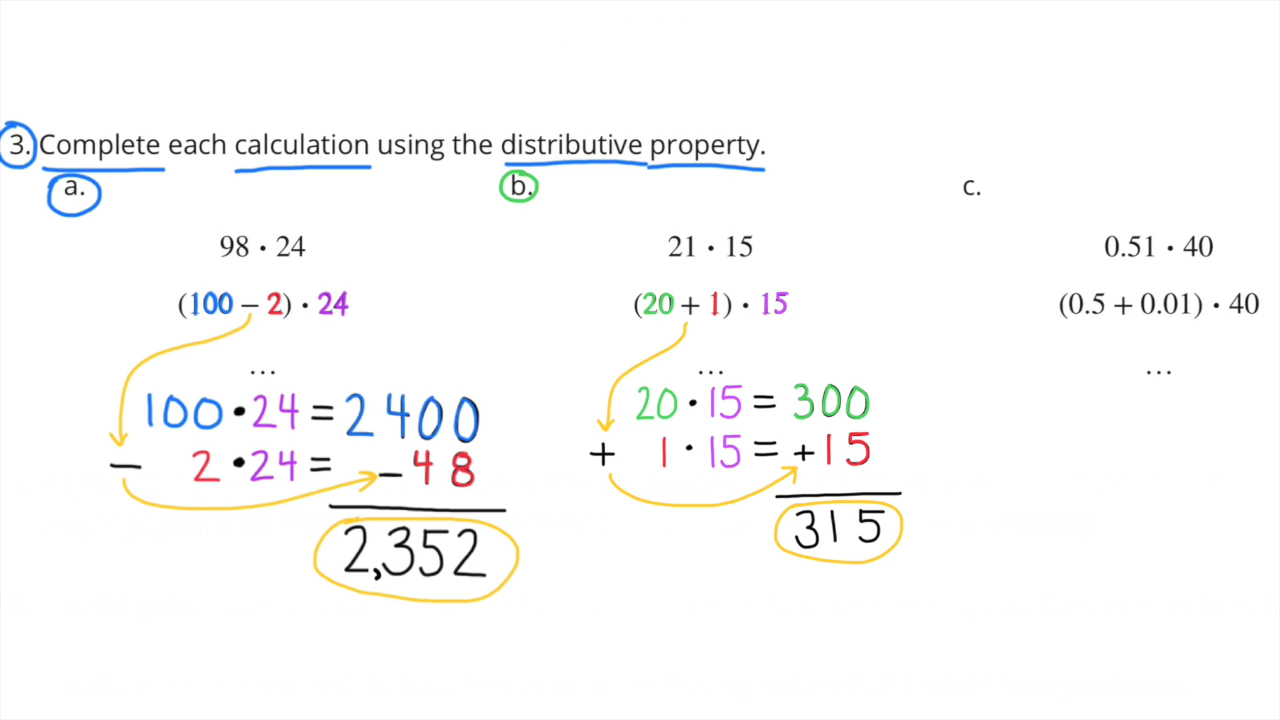 3. Complete each calculation using the distributive property.
a.
98 · 24
(100 − 2) · 24
...
100 · 24 = 2400
− 2 · 24 = − 48
2,352
b.
21 · 15
(20 + 1) · 15
...
20 · 15 = 300
+ 1 · 15 = + 15
315
c.
0.51 · 40
(0.5 + 0.01) · 40
...